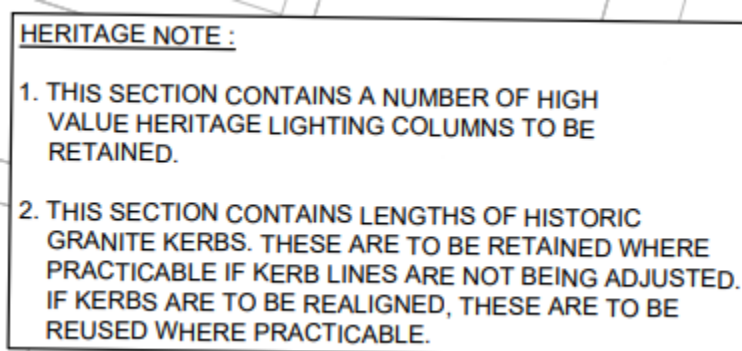 HERITAGE NOTE :
1. THIS SECTION CONTAINS A NUMBER OF HIGH
VALUE HERITAGE LIGHTING COLUMNS TO BE
RETAINED.
2. THIS SECTION CONTAINS LENGTHS OF HISTORIC
GRANITE KERBS. THESE ARE TO BE RETAINED WHERE
PRACTICABLE IF KERB LINES ARE NOT BEING ADJUSTED.
IF KERBS ARE TO BE REALIGNED, THESE ARE TO BE
REUSED WHERE PRACTICABLE.